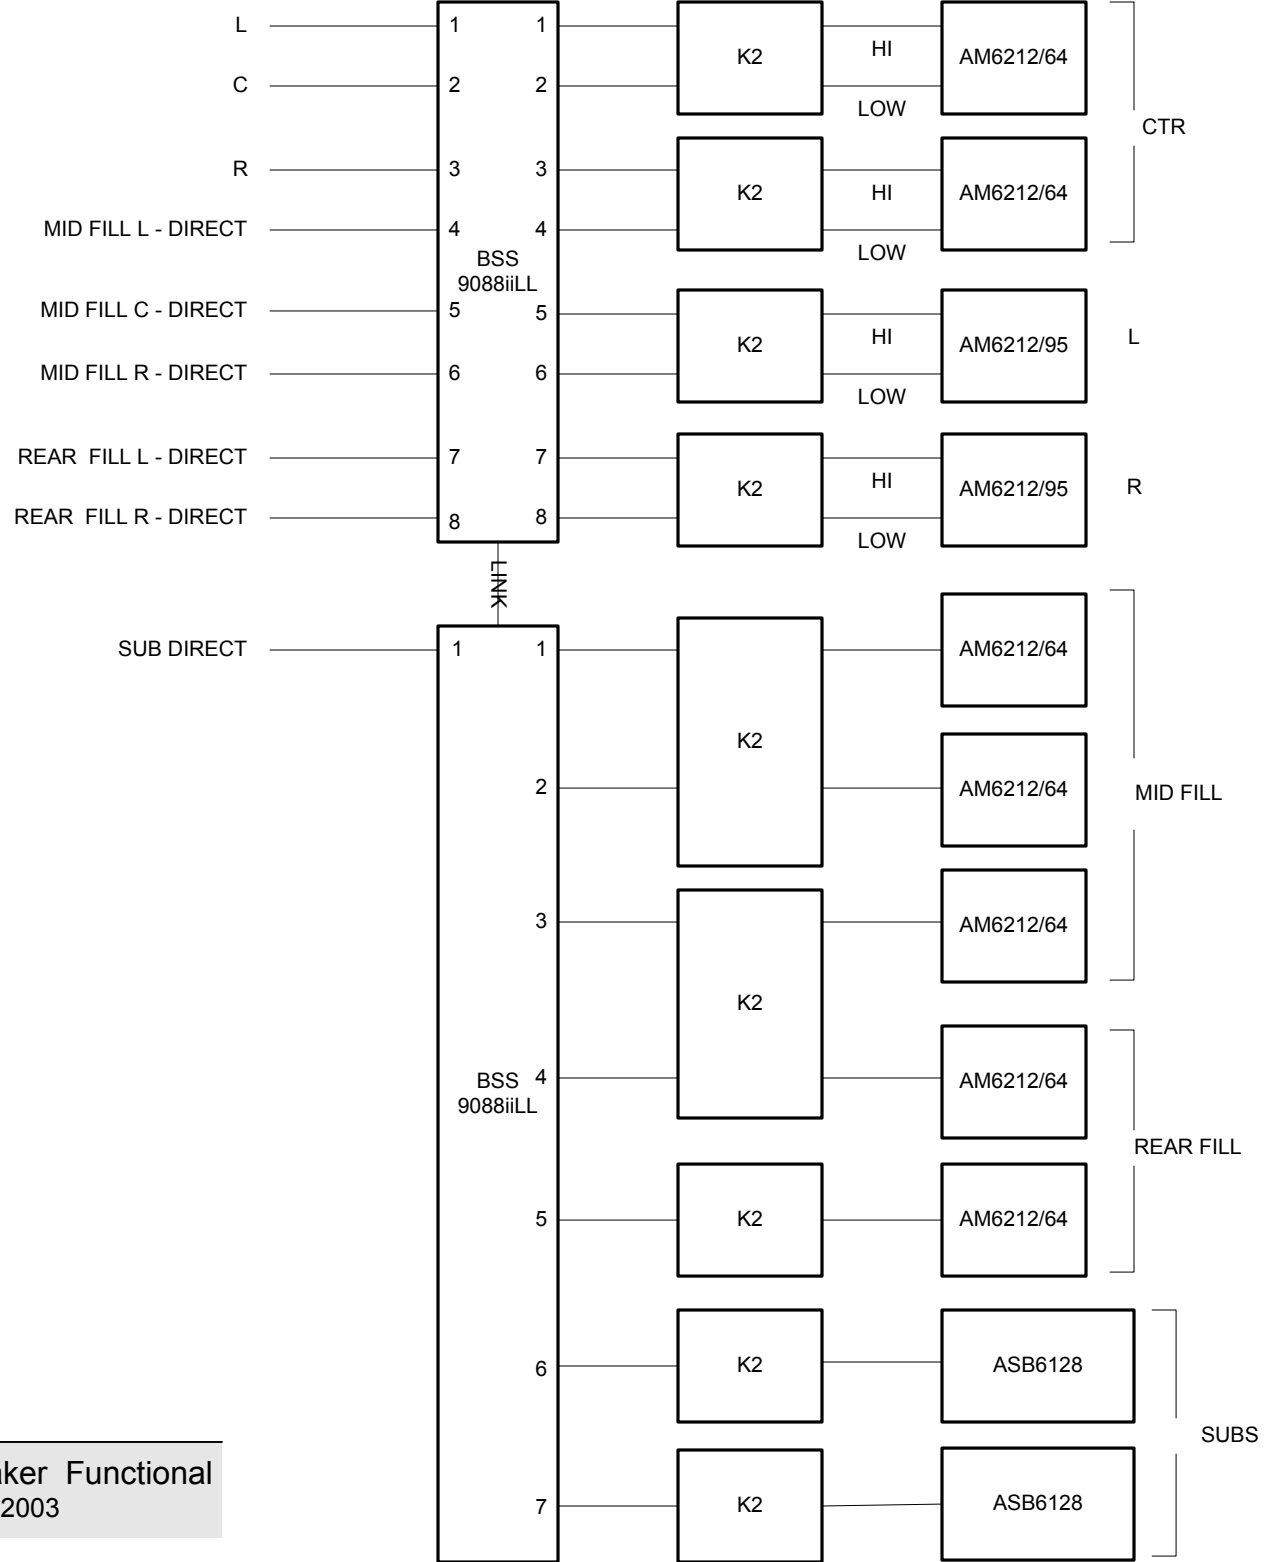 L
C
R
MID FILL L - DIRECT
MID FILL C - DIRECT
MID FILL R - DIRECT
REAR  FILL L - DIRECT
REAR  FILL R - DIRECT
1
2
3
4
5
6
7
8
BSS
9088iiLL
1
2
3
4
5
6
7
8
K2
HI
LOW
AM6212/64
K2
HI
LOW
AM6212/64
CTR
K2
HI
LOW
AM6212/95
L
K2
HI
LOW
AM6212/95
R
LINK
SUB DIRECT
1
BSS
9088iiLL
1
2
3
4
5
6
7
K2
AM6212/64
AM6212/64
MID FILL
K2
AM6212/64
AM6212/64
REAR FILL
K2
AM6212/64
K2
ASB6128
SUBS
K2
ASB6128
Functional
2003